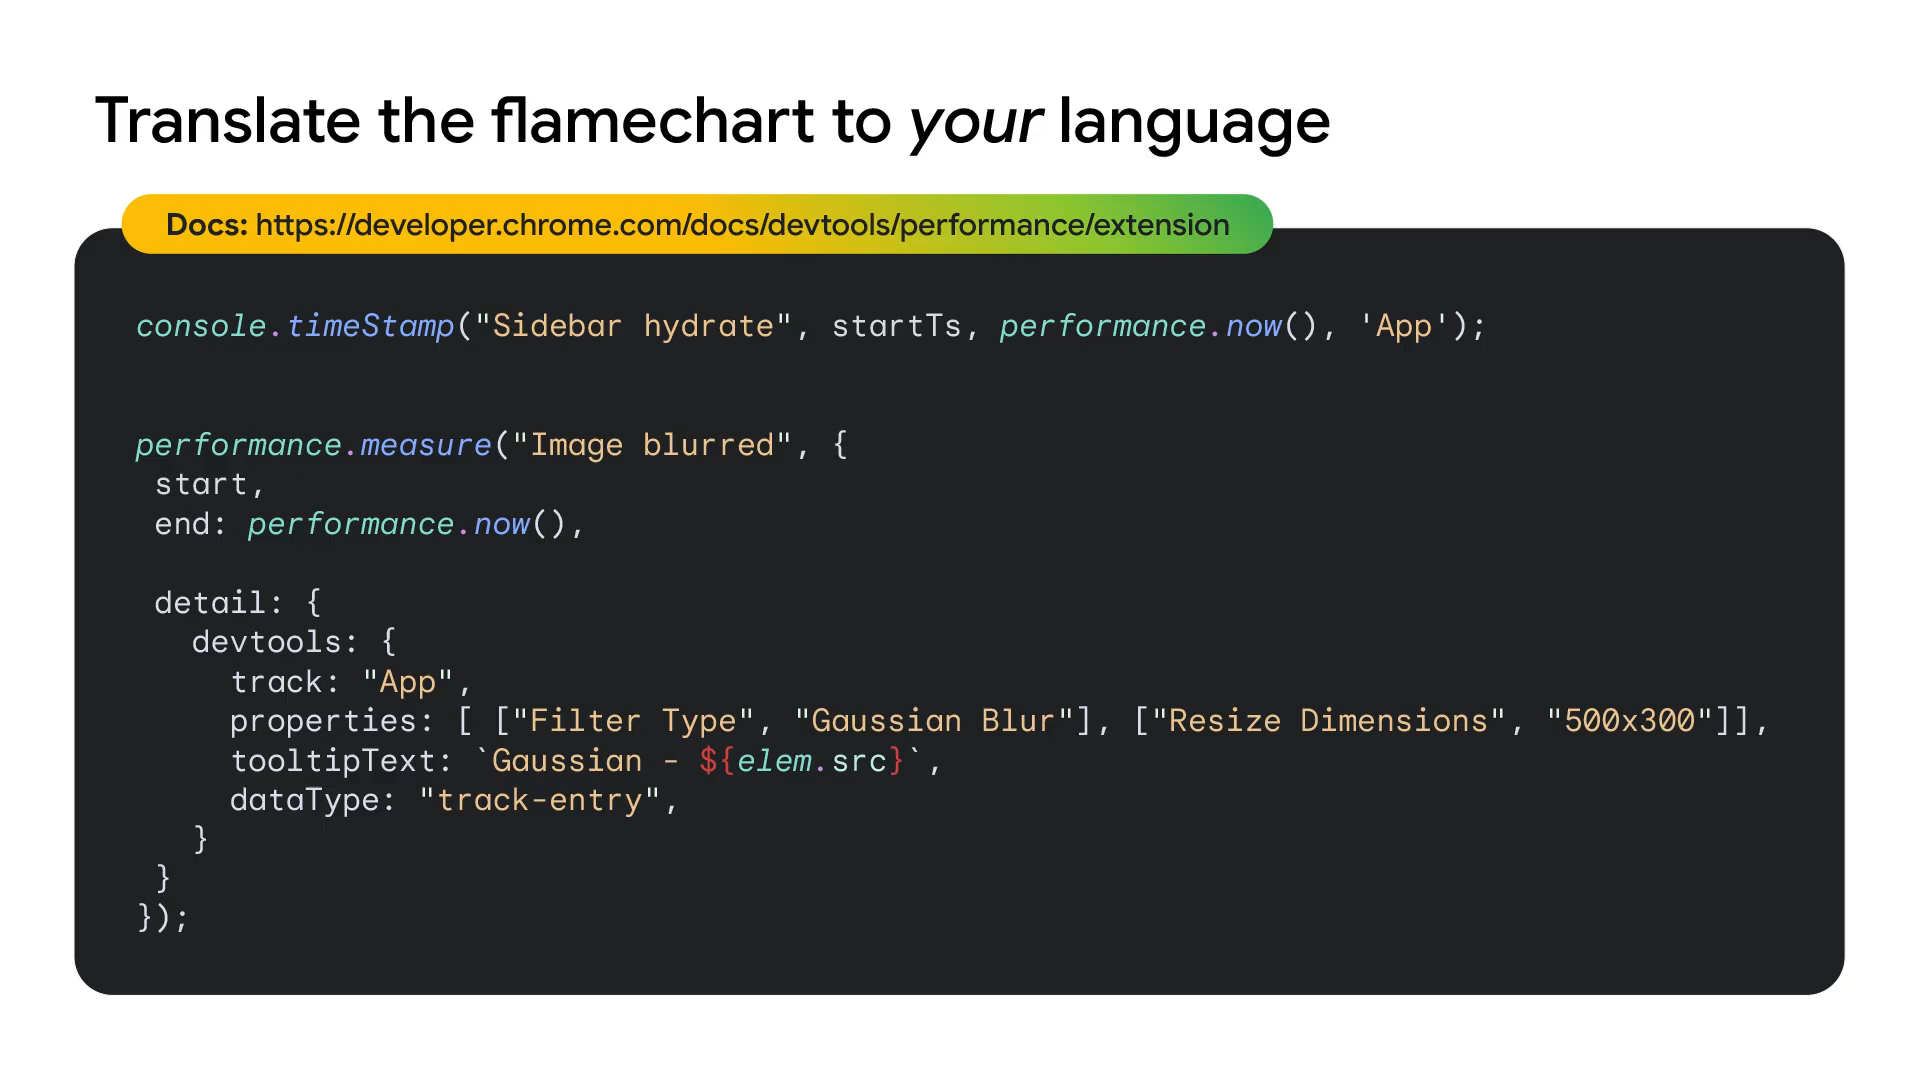 Translate the flamechart to your language
Docs: https://developer.chrome.com/docs/devtools/performance/extension
console.timeStamp("Sidebar hydrate", startTs, performance.now(), 'App');
performance.measure("Image blurred", {
start,
end: performance.now(),
detail: {
devtools: {
track: "App",
properties: [ ["Filter Type", "Gaussian Blur"], ["Resize Dimensions", "500x300"]],
tooltipText: `Gaussian - ${elem.src}`,
dataType: "track-entry",
}
}
});